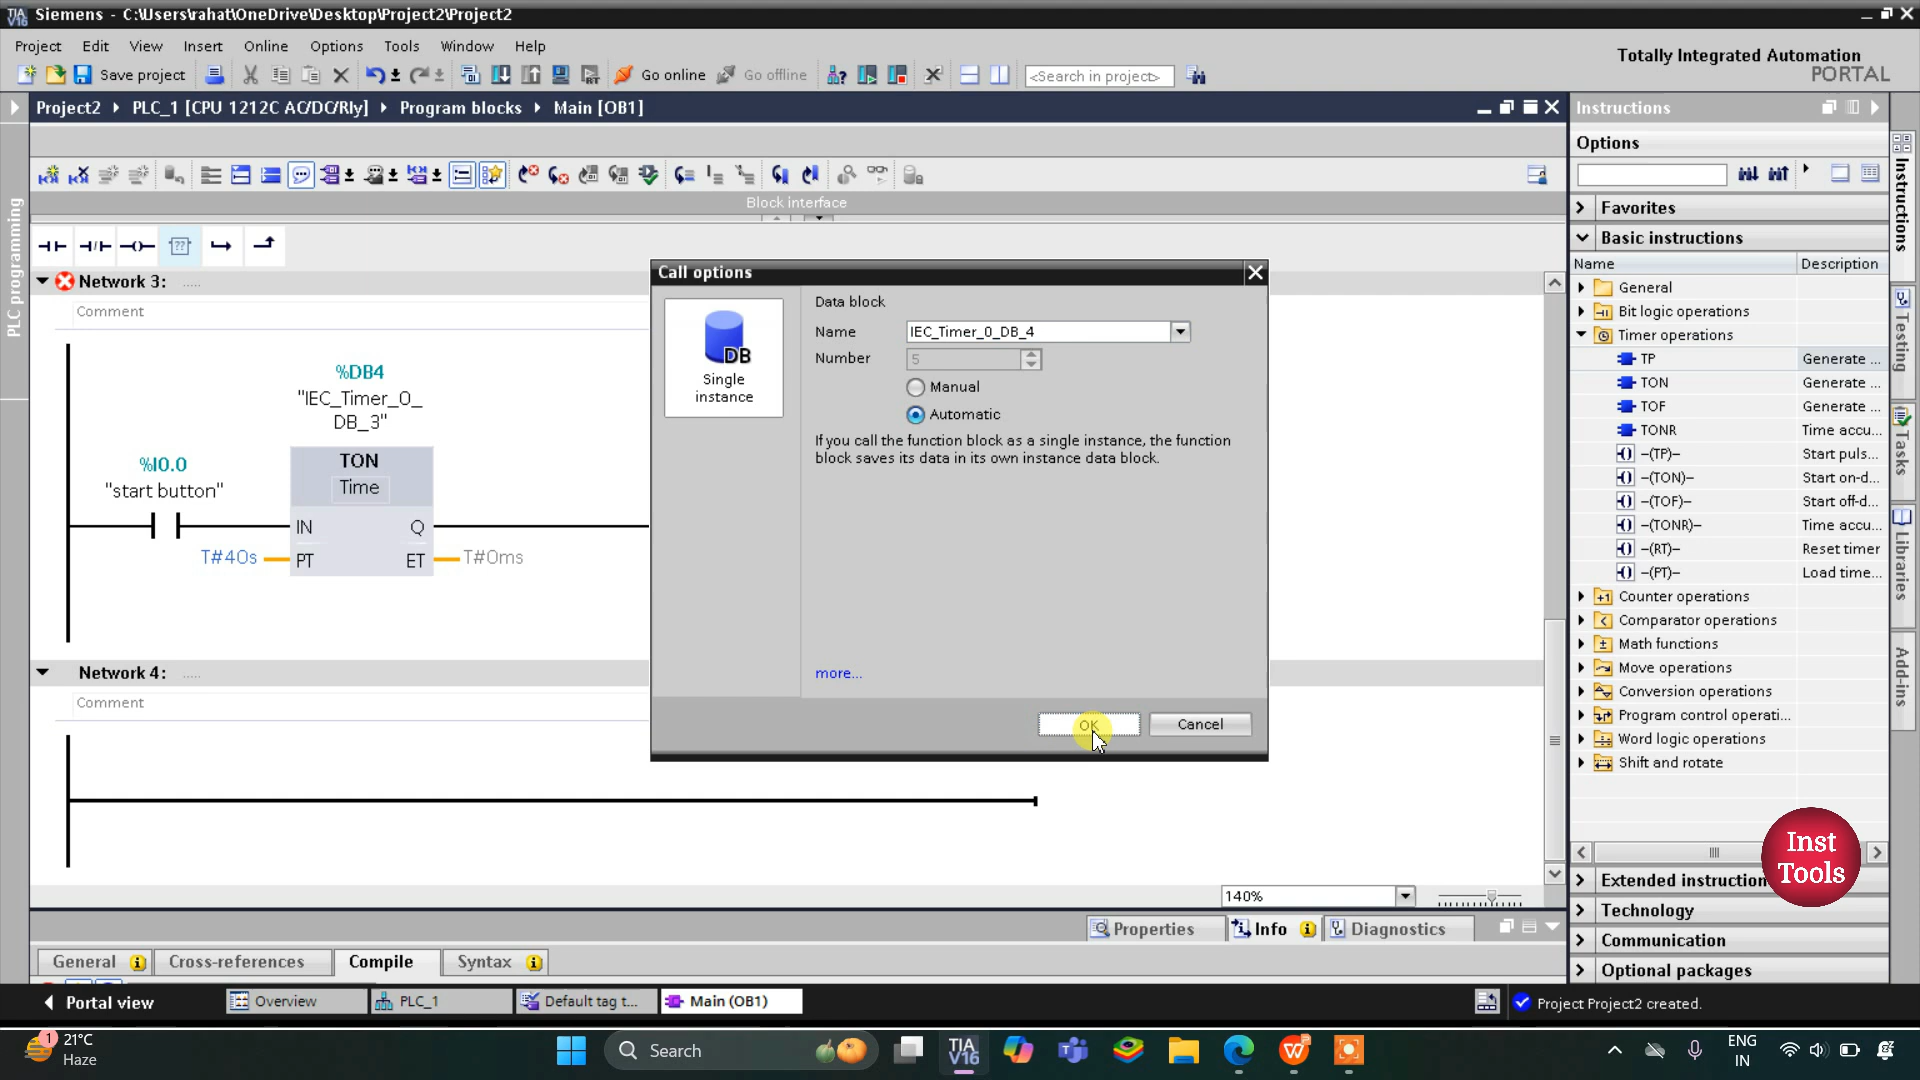 Siemens - C:\Users\rahat\OneDrive\Desktop\Project2\Project2
Project Edit View Insert Online Options Tools Window Help
Totally Integrated Automation
PORTAL
Save project
Go online
Go offline
<Search in project>
Project2 PLC_1 [CPU 1212C AC/DC/Rly] Program blocks Main [OB1]
Instructions
Options
Block interface
PLC programming
Network 3: .....
Comment
%DB4
"IEC_Timer_0_
DB_3"
TON
Time
%I0.0
"start button"
IN Q
T#40s PT ET T#0ms
Network 4: .....
Comment
Call options
DB
Single
instance
Data block
Name IEC_Timer_0_DB_4
Number 5
Manual
Automatic
If you call the function block as a single instance, the function
block saves its data in its own instance data block.
more...
OK Cancel
Favorites
Basic instructions
Name Description
General
Bit logic operations
Timer operations
TP Generate ...
TON Generate ...
TOF Generate ...
TONR Time accu...
-(TP)- Start puls...
-(TON)- Start on-d...
-(TOF)- Start off-d...
-(TONR)- Time accu...
-(RT)- Reset timer
-(PT)- Load time...
Counter operations
Comparator operations
Math functions
Move operations
Conversion operations
Program control operati...
Word logic operations
Shift and rotate
Extended instruction
Technology
Communication
Optional packages
Inst
Tools
Instructions
Testing
Tasks
Libraries
Add-ins
140%
Properties Info Diagnostics
General Cross-references Compile Syntax
Portal view Overview PLC_1 Default tag t... Main (OB1)
Project Project2 created.
1
21°C
Haze
Search
TIA
V16
ENG
IN